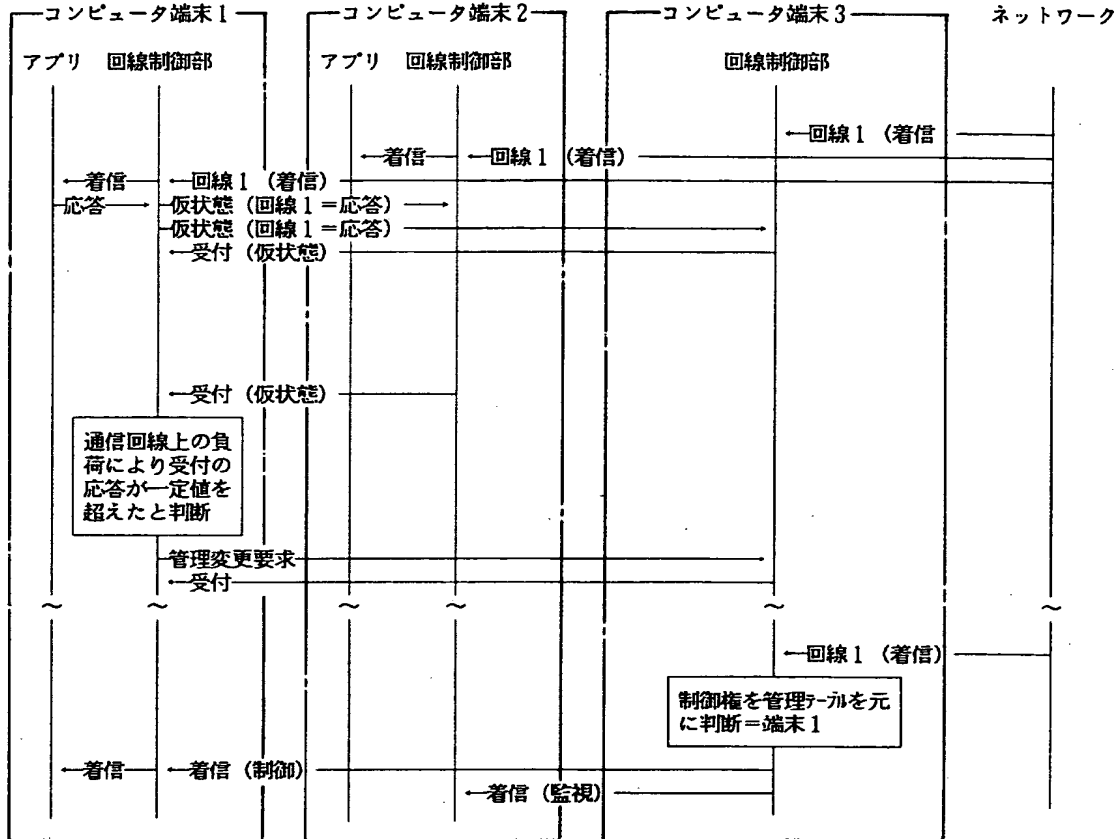 コンピュータ端末1 コンピュータ端末2 コンピュータ端末3 ネットワーク
アプリ 回線制御部 アプリ 回線制御部 回線制御部
回線1 (着信
着信 回線1 (着信)
着信 回線1 (着信)
応答 仮状態 (回線1=応答)
仮状態 (回線1=応答)
受付 (仮状態)
受付 (仮状態)
通信回線上の負
荷により受付の
応答が一定値を
超えたと判断
管理変更要求
受付
~ ~ ~ ~ ~ ~
回線1 (着信)
制御権を管理テーブルを元
に判断=端末1
着信 着信 (制御)
着信 (監視)